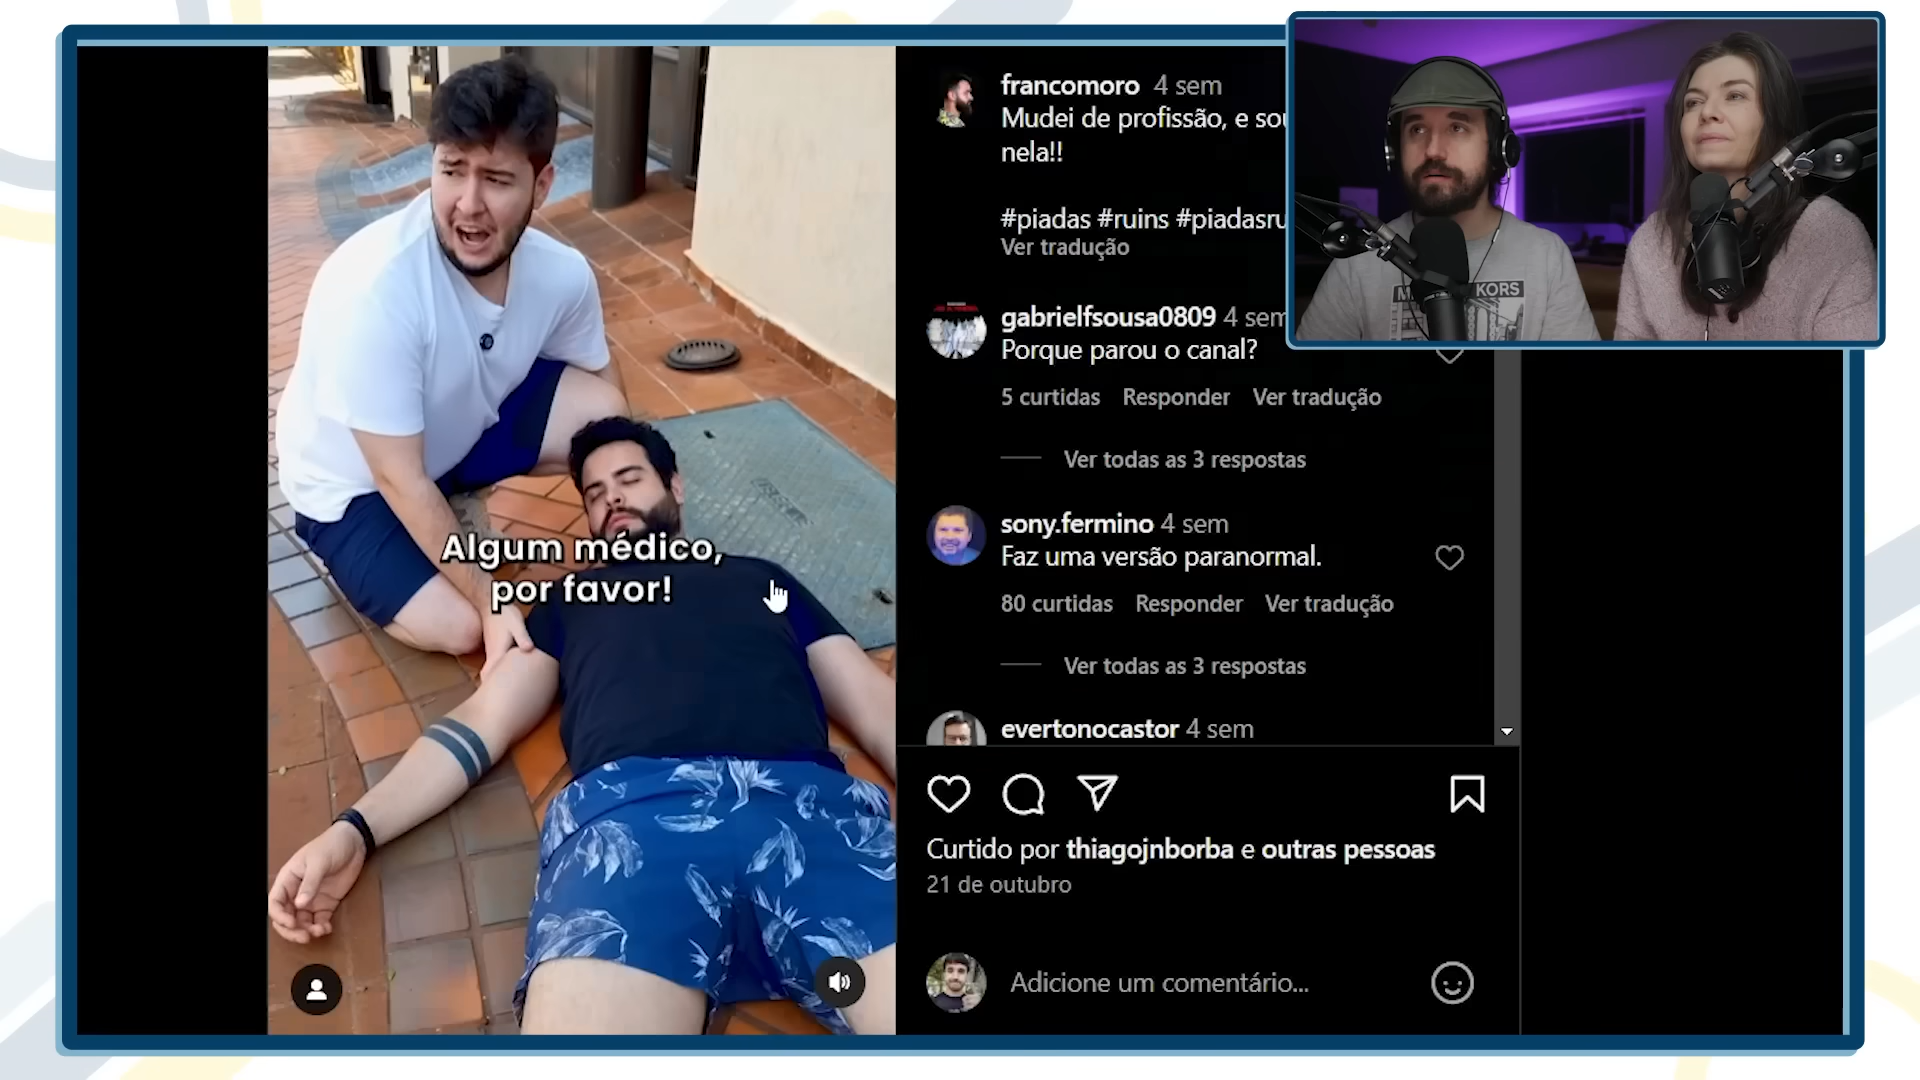 francomoro 4 sem
Mudei de profissão, e sou
nela!!
#piadas #ruins #piadasru
Ver tradução
gabrielfsousa0809 4 sem
Porque parou o canal?
5 curtidas Responder Ver tradução
Ver todas as 3 respostas
sony.fermino 4 sem
Faz uma versão paranormal.
80 curtidas Responder Ver tradução
Ver todas as 3 respostas
evertonocastor 4 sem
Curtido por thiagojnborba e outras pessoas
21 de outubro
Adicione um comentário...
Algum médico,
por favor!
KORS